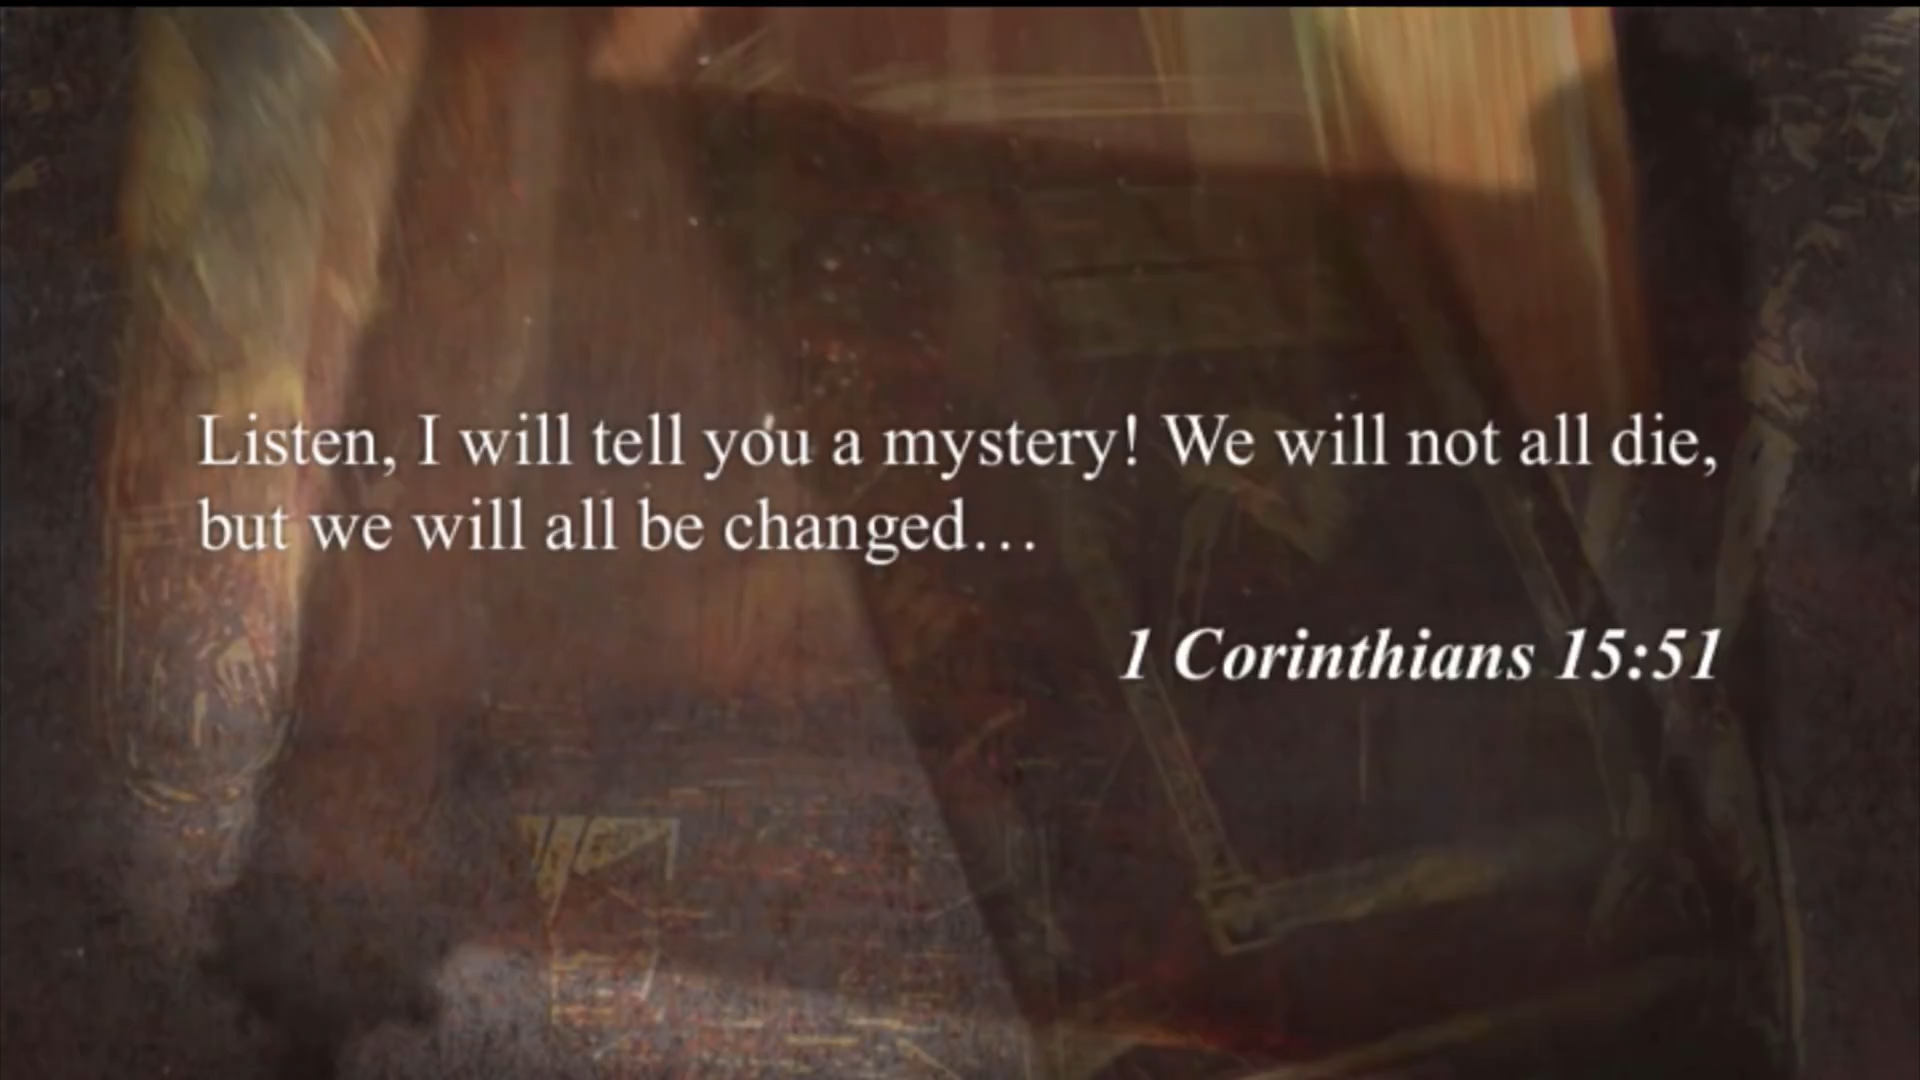 Listen, I will tell you a mystery! We will not all die,
but we will all be changed…
1 Corinthians 15:51